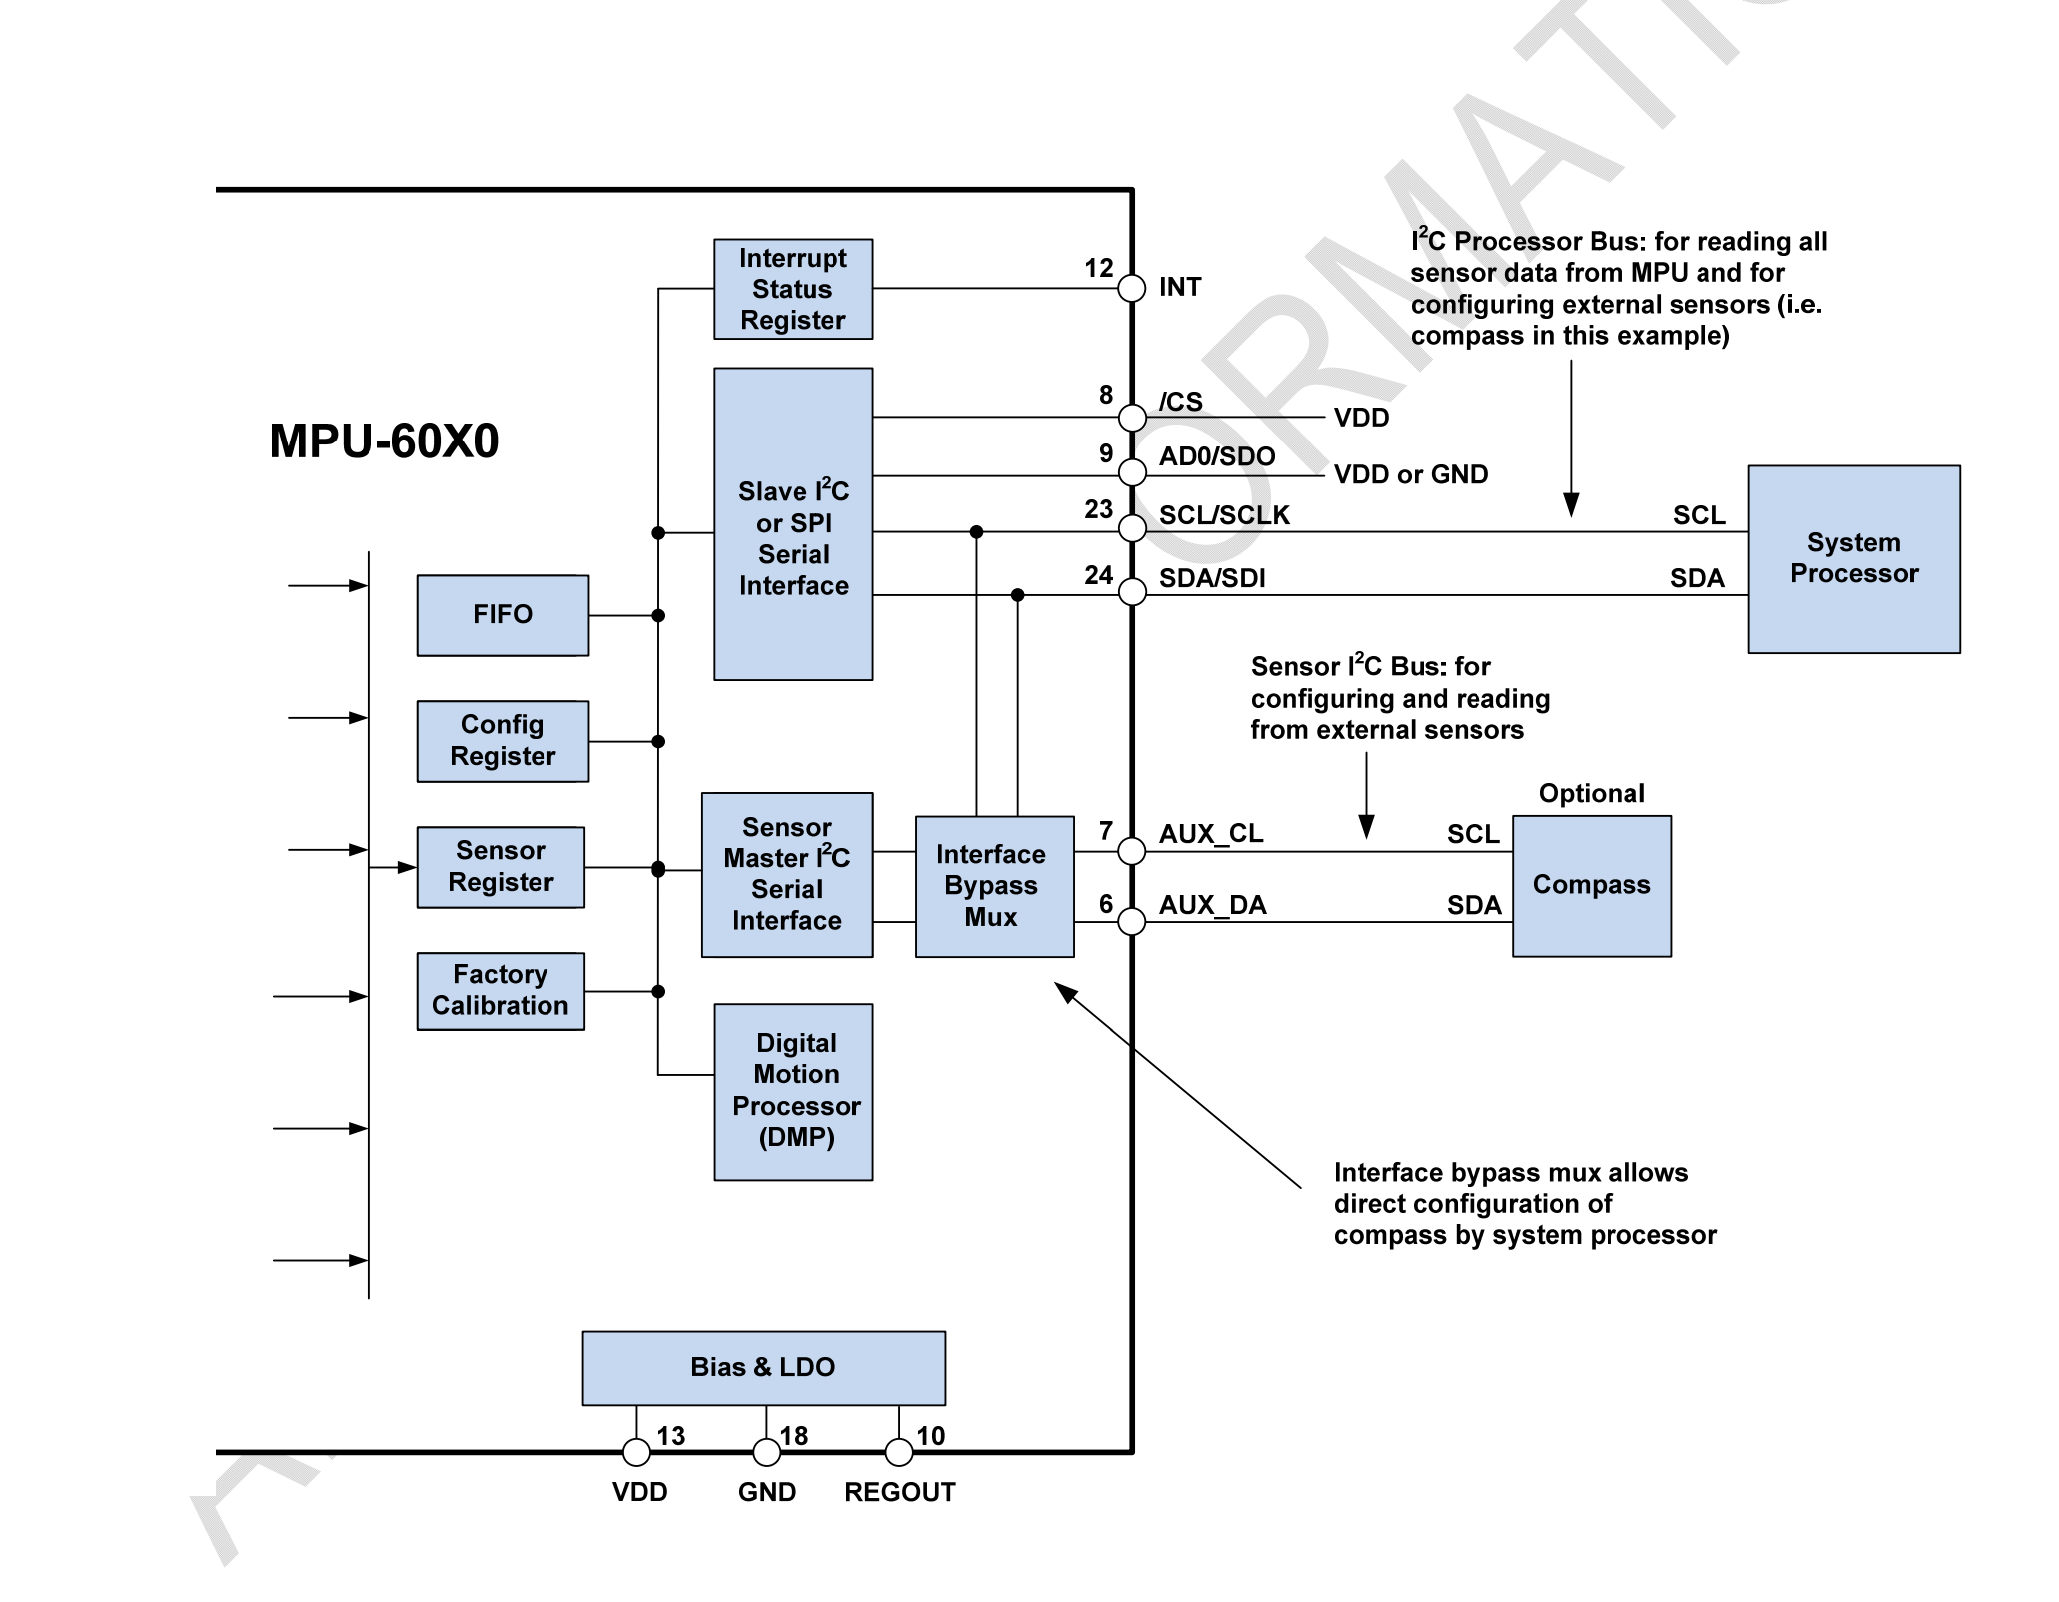 MPU-60X0
Interrupt
Status
Register
12
INT
I²C Processor Bus: for reading all
sensor data from MPU and for
configuring external sensors (i.e.
compass in this example)
Slave I²C
or SPI
Serial
Interface
8
/CS
VDD
9
AD0/SDO
VDD or GND
23
SCL/SCLK
SCL
24
SDA/SDI
SDA
System
Processor
FIFO
Config
Register
Sensor
Register
Factory
Calibration
Sensor
Master I²C
Serial
Interface
Interface
Bypass
Mux
Sensor I²C Bus: for
configuring and reading
from external sensors
7
AUX_CL
SCL
6
AUX_DA
SDA
Optional
Compass
Digital
Motion
Processor
(DMP)
Interface bypass mux allows
direct configuration of
compass by system processor
Bias & LDO
13
18
10
VDD
GND
REGOUT